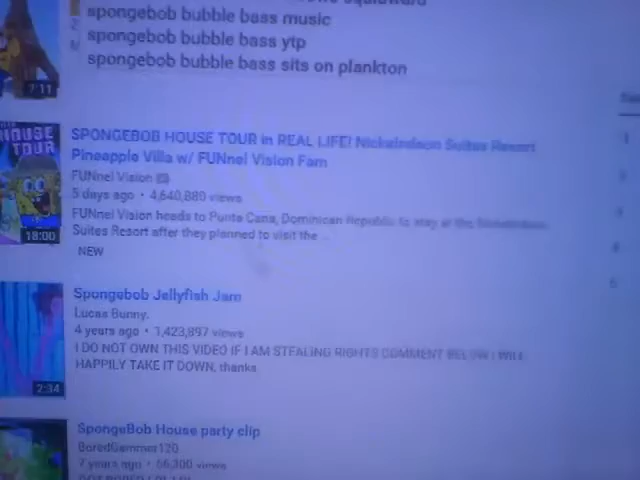 spongebob bubble bass music
spongebob bubble bass ytp
spongebob bubble bass sits on plankton
7:11
HOUSE
TOUR
18:00
SPONGEBOB HOUSE TOUR in REAL LIFE! Nickelodeon Suites Resort
Pineapple Villa w/ FUNnel Vision Fam
FUNnel Vision
5 days ago • 4,640,880 views
FUNnel Vision heads to Punta Cana, Dominican Republic to stay at the Nickelodeon
Suites Resort after they planned to visit the ...
NEW
2:34
Spongebob Jellyfish Jam
Lucas Bunny.
4 years ago • 1,423,897 views
I DO NOT OWN THIS VIDEO IF I AM STEALING RIGHTS COMMENT BELOW I WILL
HAPPILY TAKE IT DOWN, thanks
SpongeBob House party clip
BoredGammer120
7 years ago • 66,300 views